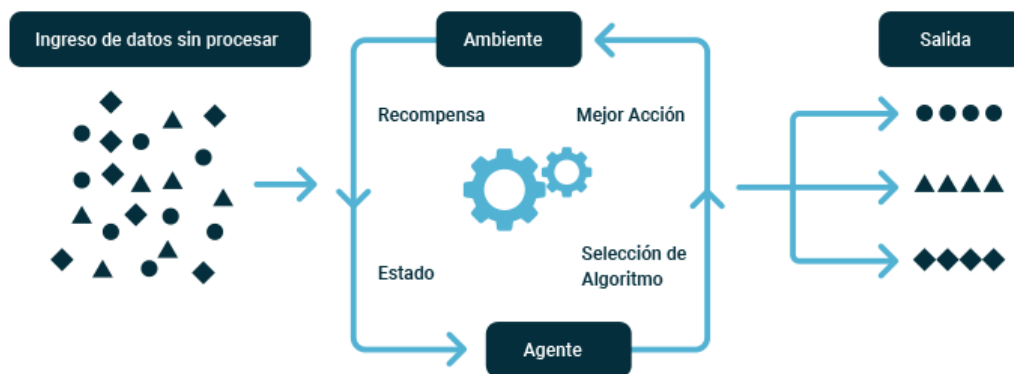 Ingreso de datos sin procesar
Ambiente
Salida
Recompensa
Mejor Acción
Estado
Selección de
Algoritmo
Agente